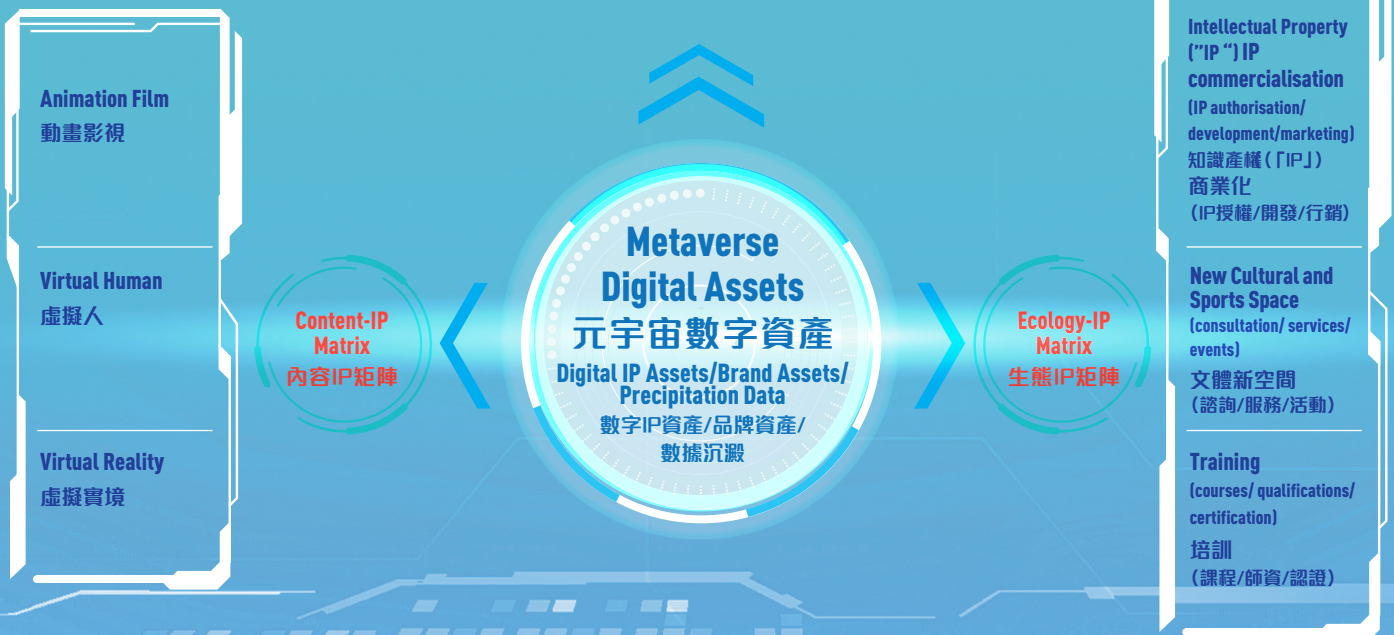 Animation Film
動畫影視
Virtual Human
虛擬人
Virtual Reality
虛擬實境
Content-IP
Matrix
內容IP矩陣
Metaverse
Digital Assets
元宇宙數字資產
Digital IP Assets/Brand Assets/
Precipitation Data
數字IP資產/品牌資產/
數據沉澱
Ecology-IP
Matrix
生態IP矩陣
Intellectual Property
(”IP “) IP
commercialisation
(IP authorisation/
development/marketing)
知識產權（「IP」）
商業化
（IP授權/開發/行銷）
New Cultural and
Sports Space
(consultation/ services/
events)
文體新空間
（諮詢/服務/活動）
Training
(courses/ qualifications/
certification)
培訓
（課程/師資/認證）